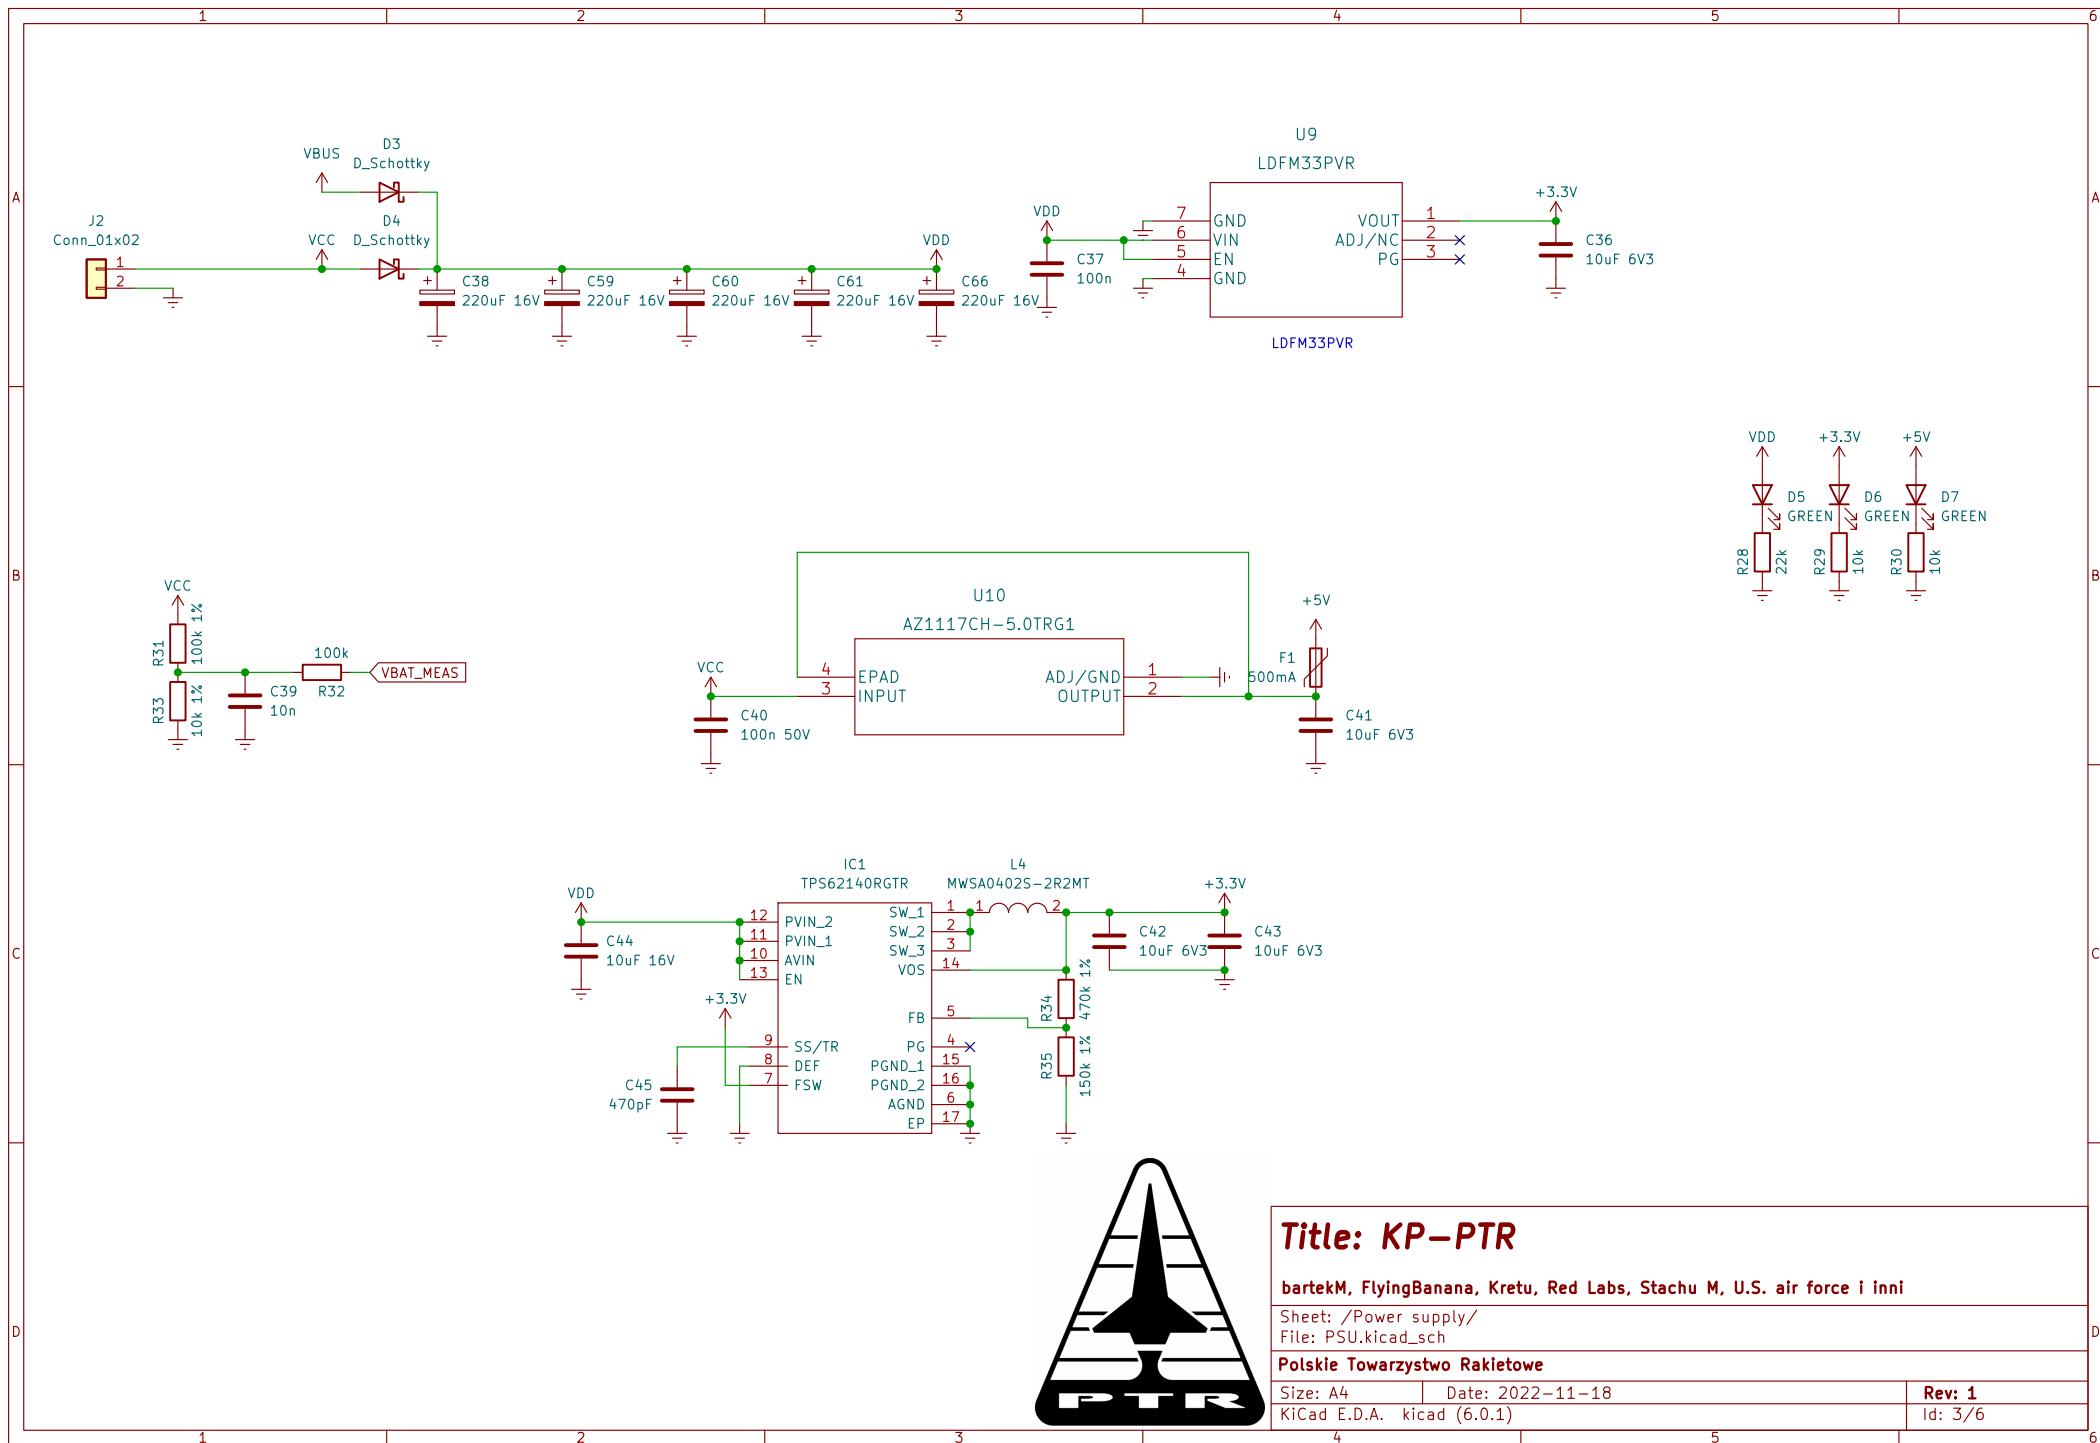 1 2 3 4 5 6
A
B
C
D
A
B
C
D
VBUS
D3
D_Schottky
J2
Conn_01x02
1
2
VCC
D4
D_Schottky
VDD
+
C38
220uF 16V
+
C59
220uF 16V
+
C60
220uF 16V
+
C61
220uF 16V
+
C66
220uF 16V
U9
LDFM33PVR
VDD
C37
100n
7 GND
6 VIN
5 EN
4 GND
VOUT 1
ADJ/NC 2
PG 3
+3.3V
C36
10uF 6V3
LDFM33PVR
VDD
D5
GREEN
R28
22k
+3.3V
D6
GREEN
R29
10k
+5V
D7
GREEN
R30
10k
VCC
R31
100k 1%
R33
10k 1%
C39
10n
100k
R32
VBAT_MEAS
U10
AZ1117CH-5.0TRG1
VCC
C40
100n 50V
4 EPAD
3 INPUT
ADJ/GND 1
OUTPUT 2
+5V
F1
500mA
C41
10uF 6V3
IC1
TPS62140RGTR
L4
MWSA0402S-2R2MT
1 2
VDD
C44
10uF 16V
12 PVIN_2
11 PVIN_1
10 AVIN
13 EN
+3.3V
9 SS/TR
8 DEF
7 FSW
C45
470pF
SW_1 1
SW_2 2
SW_3 3
VOS 14
FB 5
PG 4
PGND_1 15
PGND_2 16
AGND 6
EP 17
R34
470k 1%
R35
150k 1%
+3.3V
C42
10uF 6V3
C43
10uF 6V3
PTR
Title: KP-PTR
bartekM, FlyingBanana, Kretu, Red Labs, Stachu M, U.S. air force i inni
Sheet: /Power supply/
File: PSU.kicad_sch
Polskie Towarzystwo Rakietowe
Size: A4 Date: 2022-11-18 Rev: 1
KiCad E.D.A. kicad (6.0.1) Id: 3/6
1 2 3 4 5 6